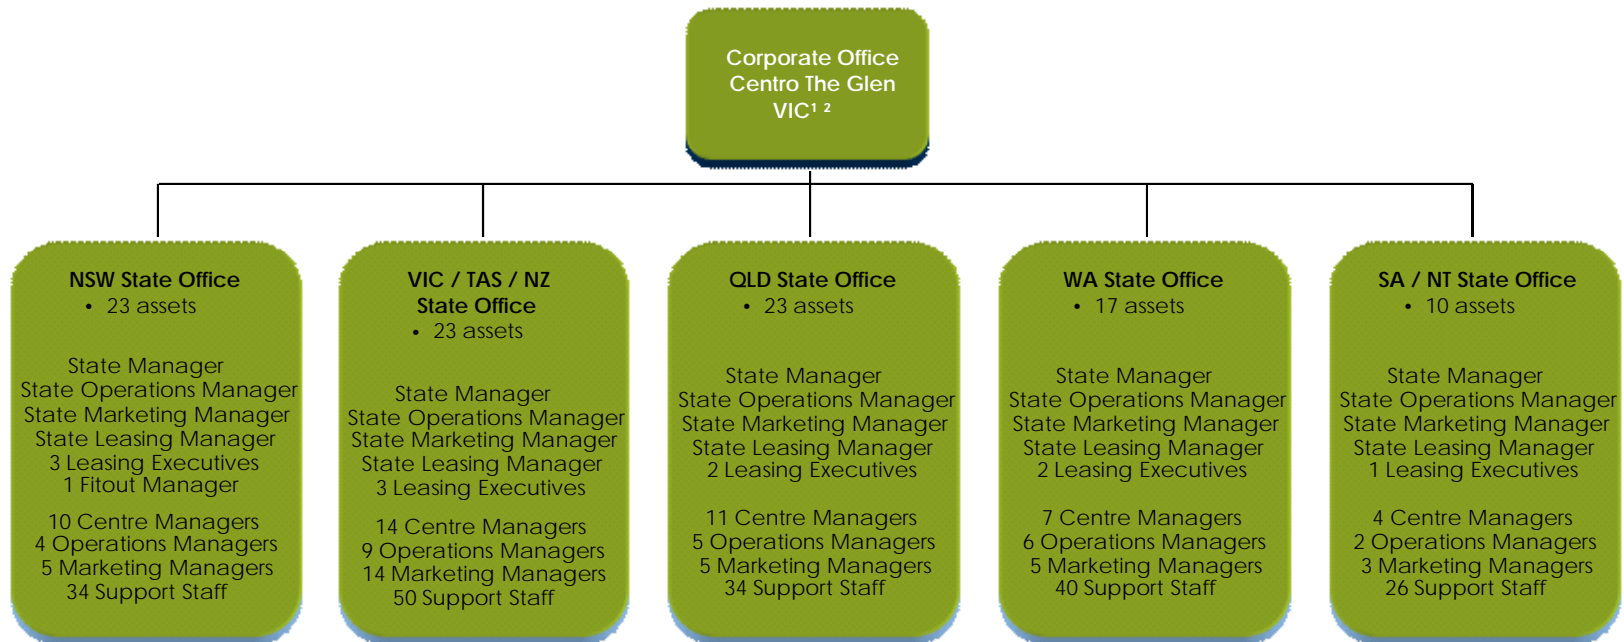 Corporate Office
Centro The Glen
VIC¹ ²
NSW State Office
• 23 assets
State Manager
State Operations Manager
State Marketing Manager
State Leasing Manager
3 Leasing Executives
1 Fitout Manager
10 Centre Managers
4 Operations Managers
5 Marketing Managers
34 Support Staff
VIC / TAS / NZ
State Office
• 23 assets
State Manager
State Operations Manager
State Marketing Manager
State Leasing Manager
3 Leasing Executives
14 Centre Managers
9 Operations Managers
14 Marketing Managers
50 Support Staff
QLD State Office
• 23 assets
State Manager
State Operations Manager
State Marketing Manager
State Leasing Manager
2 Leasing Executives
11 Centre Managers
5 Operations Managers
5 Marketing Managers
34 Support Staff
WA State Office
• 17 assets
State Manager
State Operations Manager
State Marketing Manager
State Leasing Manager
2 Leasing Executives
7 Centre Managers
6 Operations Managers
5 Marketing Managers
40 Support Staff
SA / NT State Office
• 10 assets
State Manager
State Operations Manager
State Marketing Manager
State Leasing Manager
1 Leasing Executives
4 Centre Managers
2 Operations Managers
3 Marketing Managers
26 Support Staff